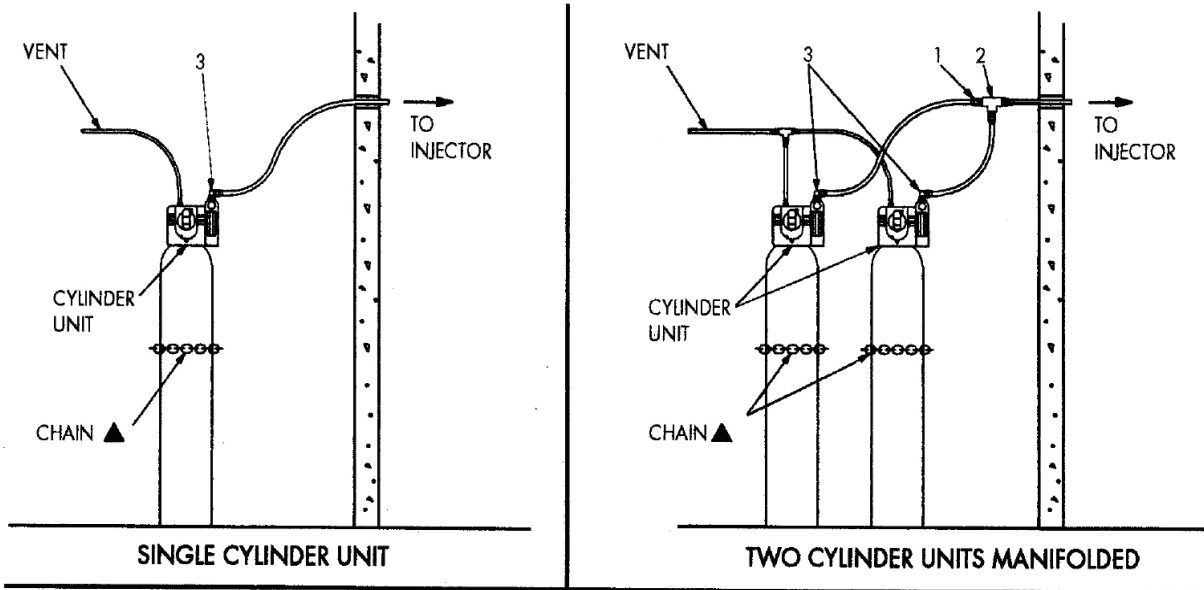 VENT
3
TO
INJECTOR
CYLINDER
UNIT
CHAIN ▲
SINGLE CYLINDER UNIT
VENT
3
1
2
TO
INJECTOR
CYLINDER
UNIT
CHAIN ▲
TWO CYLINDER UNITS MANIFOLDED